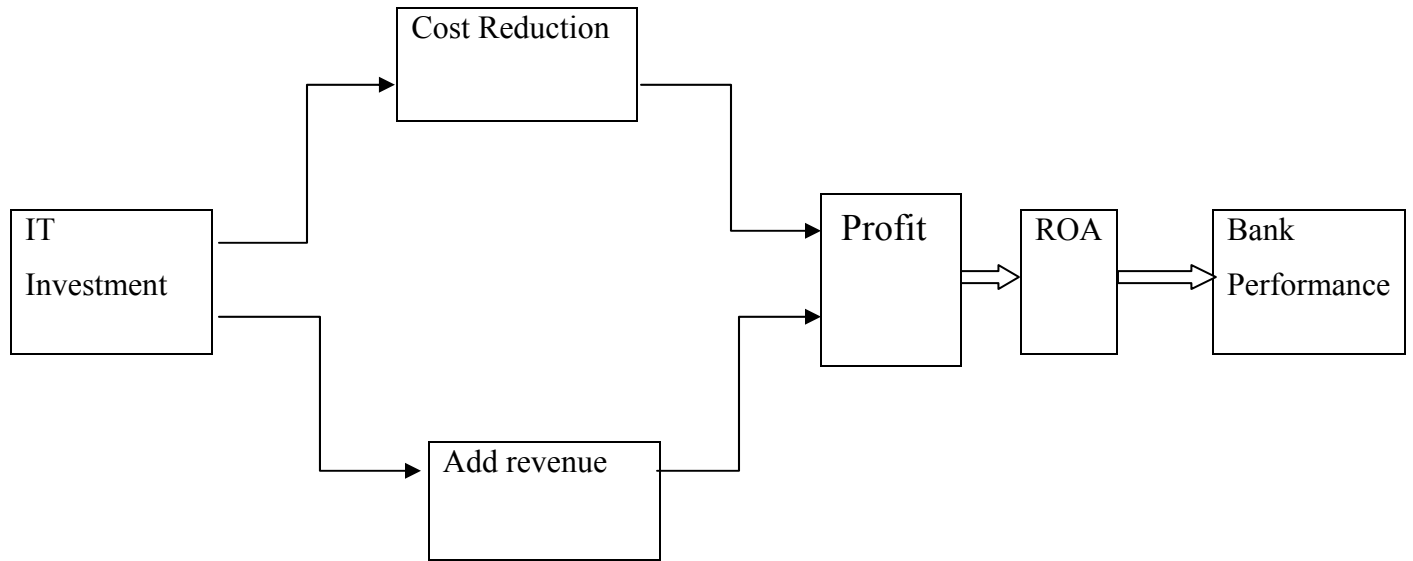 Cost Reduction
IT
Investment
Profit
ROA
Bank
Performance
Add revenue